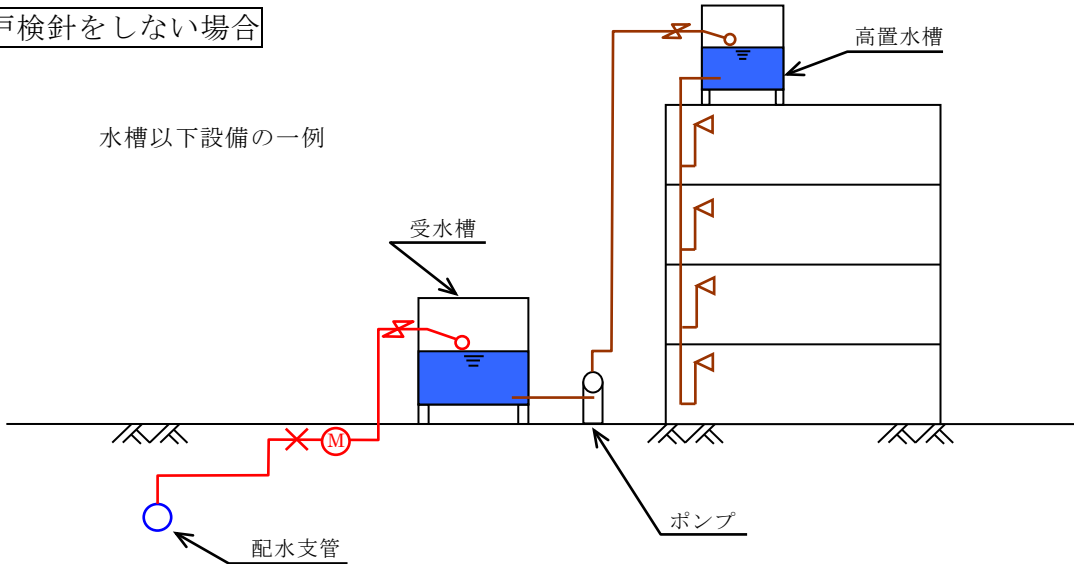 戸検針をしない場合
水槽以下設備の一例
高置水槽
受水槽
M
ポンプ
配水支管